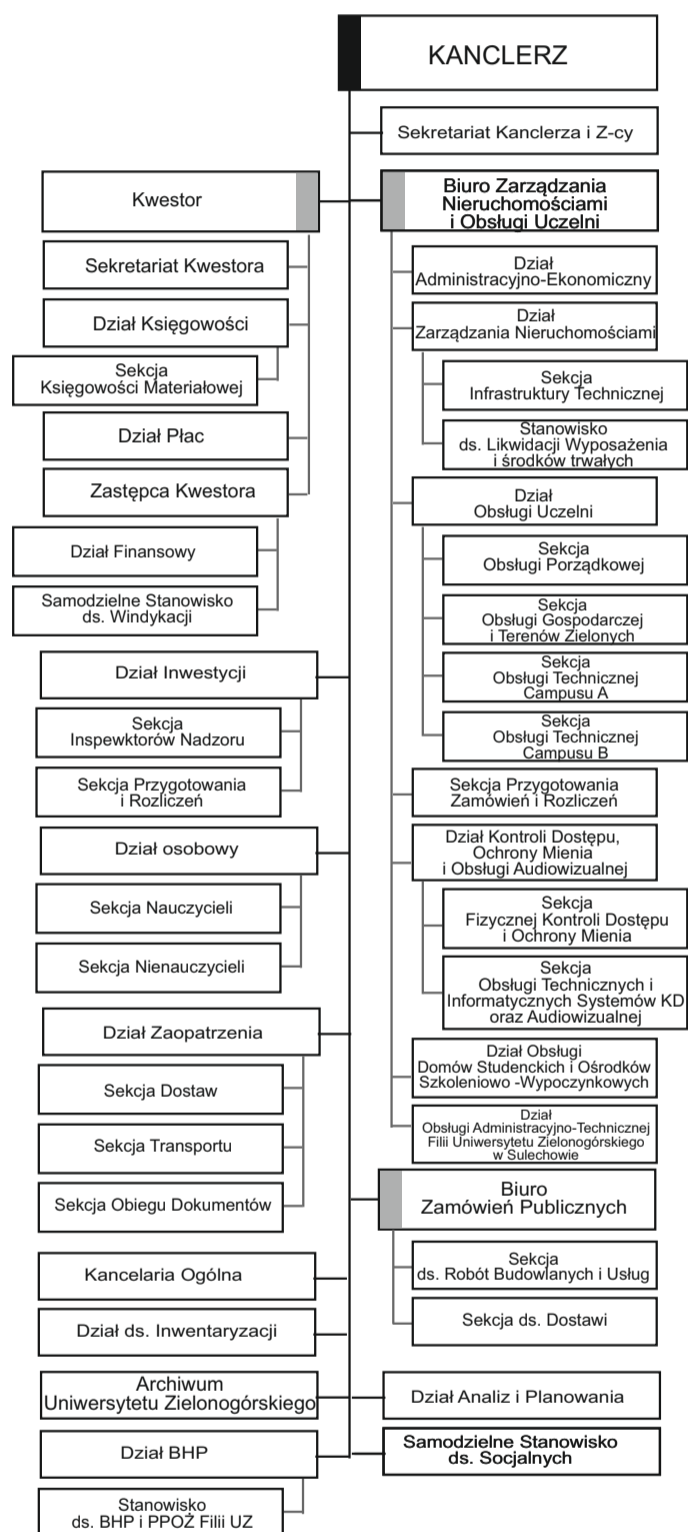 KANCLERZ
Sekretariat Kanclerza i Z-cy
Kwestor
Sekretariat Kwestora
Dział Księgowości
Sekcja
Księgowości Materiałowej
Dział Płac
Zastępca Kwestora
Dział Finansowy
Samodzielne Stanowisko
ds. Windykacji
Dział Inwestycji
Sekcja
Inspewktorów Nadzoru
Sekcja Przygotowania
i Rozliczeń
Dział osobowy
Sekcja Nauczycieli
Sekcja Nienauczycieli
Dział Zaopatrzenia
Sekcja Dostaw
Sekcja Transportu
Sekcja Obiegu Dokumentów
Kancelaria Ogólna
Dział ds. Inwentaryzacji
Archiwum
Uniwersytetu Zielonogórskiego
Dział BHP
Stanowisko
ds. BHP i PPOŻ Filii UZ
Biuro Zarządzania
Nieruchomościami
i Obsługi Uczelni
Dział
Administracyjno-Ekonomiczny
Dział
Zarządzania Nieruchomościami
Sekcja
Infrastruktury Technicznej
Stanowisko
ds. Likwidacji Wyposażenia
i środków trwałych
Dział
Obsługi Uczelni
Sekcja
Obsługi Porządkowej
Sekcja
Obsługi Gospodarczej
i Terenów Zielonych
Sekcja
Obsługi Technicznej
Campusu A
Sekcja
Obsługi Technicznej
Campusu B
Sekcja Przygotowania
Zamówień i Rozliczeń
Dział Kontroli Dostępu,
Ochrony Mienia
i Obsługi Audiowizualnej
Sekcja
Fizycznej Kontroli Dostępu
i Ochrony Mienia
Sekcja
Obsługi Technicznych i
Informatycznych Systemów KD
oraz Audiowizualnej
Dział Obsługi
Domów Studenckich i Ośrodków
Szkoleniowo -Wypoczynkowych
Dział
Obsługi Administracyjno-Technicznej
Filii Uniwersytetu Zielonogórskiego
w Sulechowie
Biuro
Zamówień Publicznych
Sekcja
ds. Robót Budowlanych i Usług
Sekcja ds. Dostawi
Dział Analiz i Planowania
Samodzielne Stanowisko
ds. Socjalnych